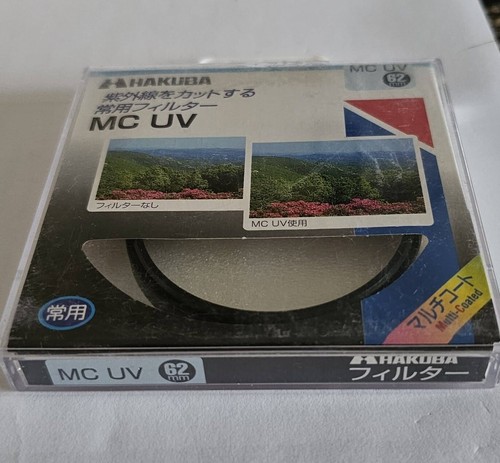 HAKUBA
MC UV
62
mm
紫外線をカットする
常用フィルター
MC UV
フィルターなし
MC UV使用
マルチコート
Multi-Coated
常用
MC UV 62 mm
HAKUBA
フィルター